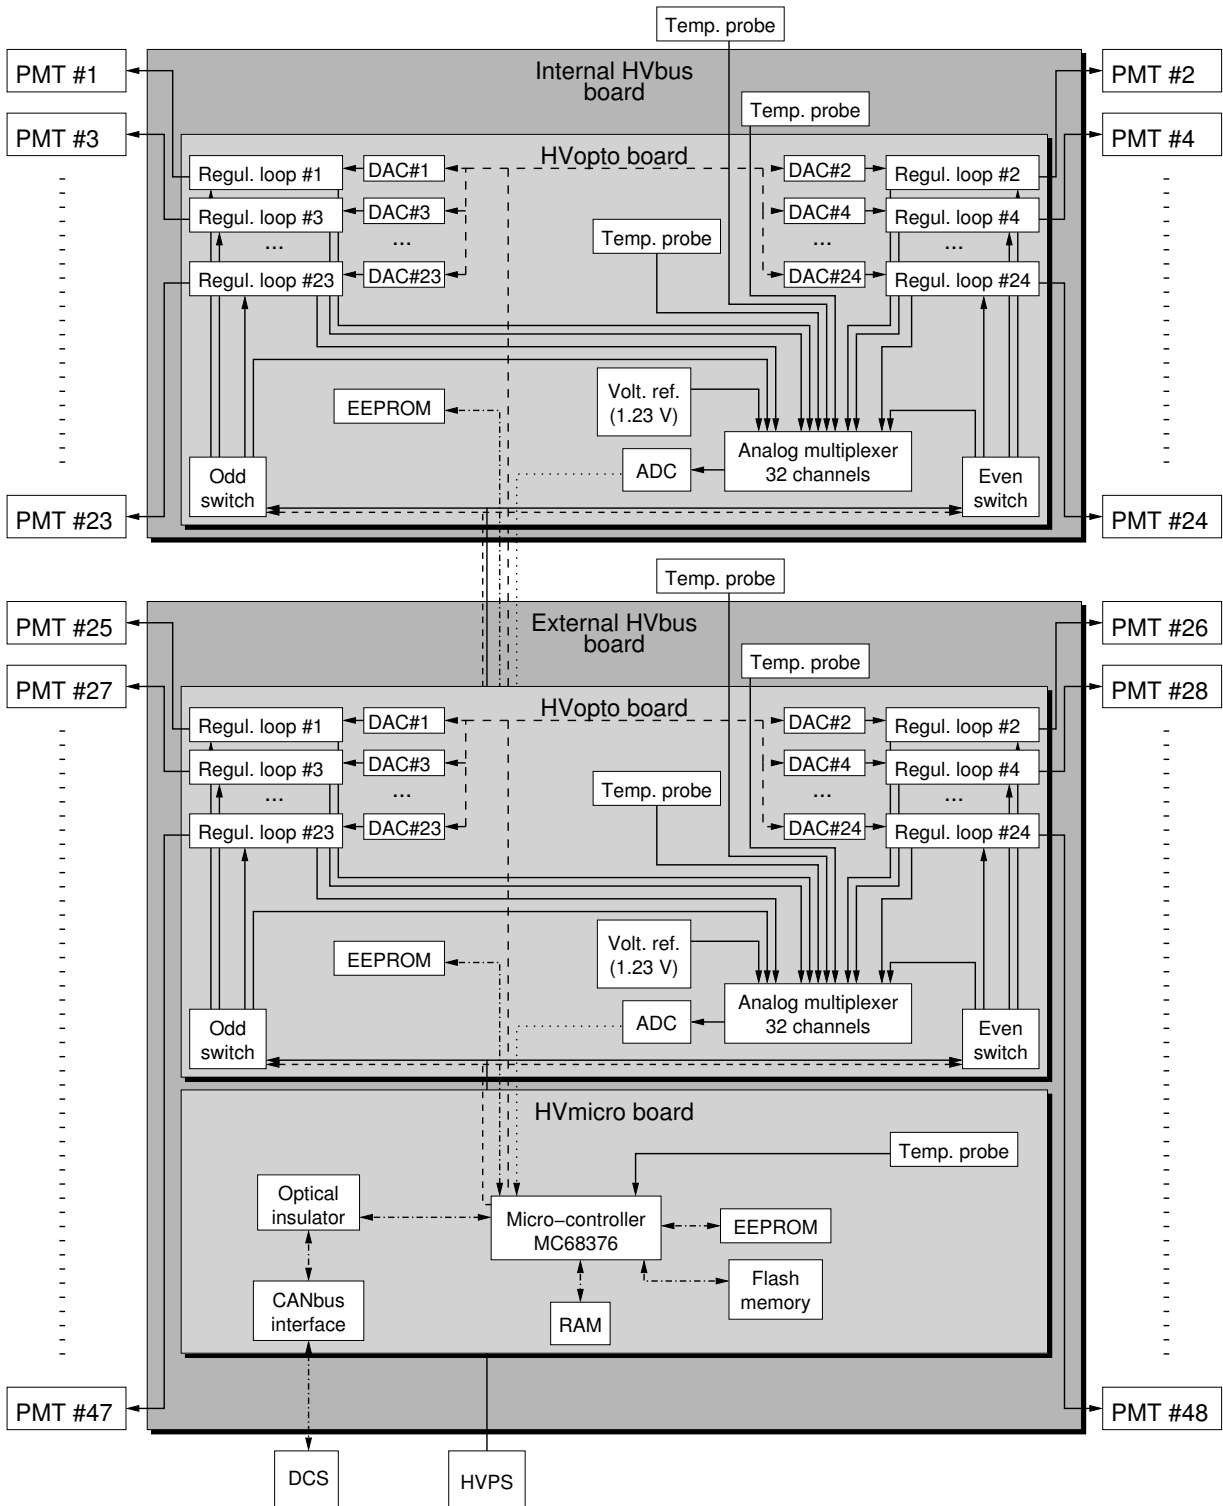 Temp. probe
PMT #1
Internal HVbus
board
PMT #2
Temp. probe
PMT #3
PMT #4
HVopto board
Regul. loop #1
DAC#1
DAC#2
Regul. loop #2
Regul. loop #3
DAC#3
DAC#4
Regul. loop #4
...
...
...
...
Temp. probe
Regul. loop #23
DAC#23
DAC#24
Regul. loop #24
EEPROM
Volt. ref.
(1.23 V)
Odd
switch
ADC
Analog multiplexer
32 channels
Even
switch
PMT #23
PMT #24
Temp. probe
PMT #25
External HVbus
board
PMT #26
Temp. probe
PMT #27
PMT #28
HVopto board
Regul. loop #1
DAC#1
DAC#2
Regul. loop #2
Regul. loop #3
DAC#3
DAC#4
Regul. loop #4
...
...
...
...
Temp. probe
Regul. loop #23
DAC#23
DAC#24
Regul. loop #24
EEPROM
Volt. ref.
(1.23 V)
Odd
switch
ADC
Analog multiplexer
32 channels
Even
switch
HVmicro board
Temp. probe
Optical
insulator
Micro−controller
MC68376
EEPROM
CANbus
interface
RAM
Flash
memory
PMT #47
PMT #48
DCS
HVPS